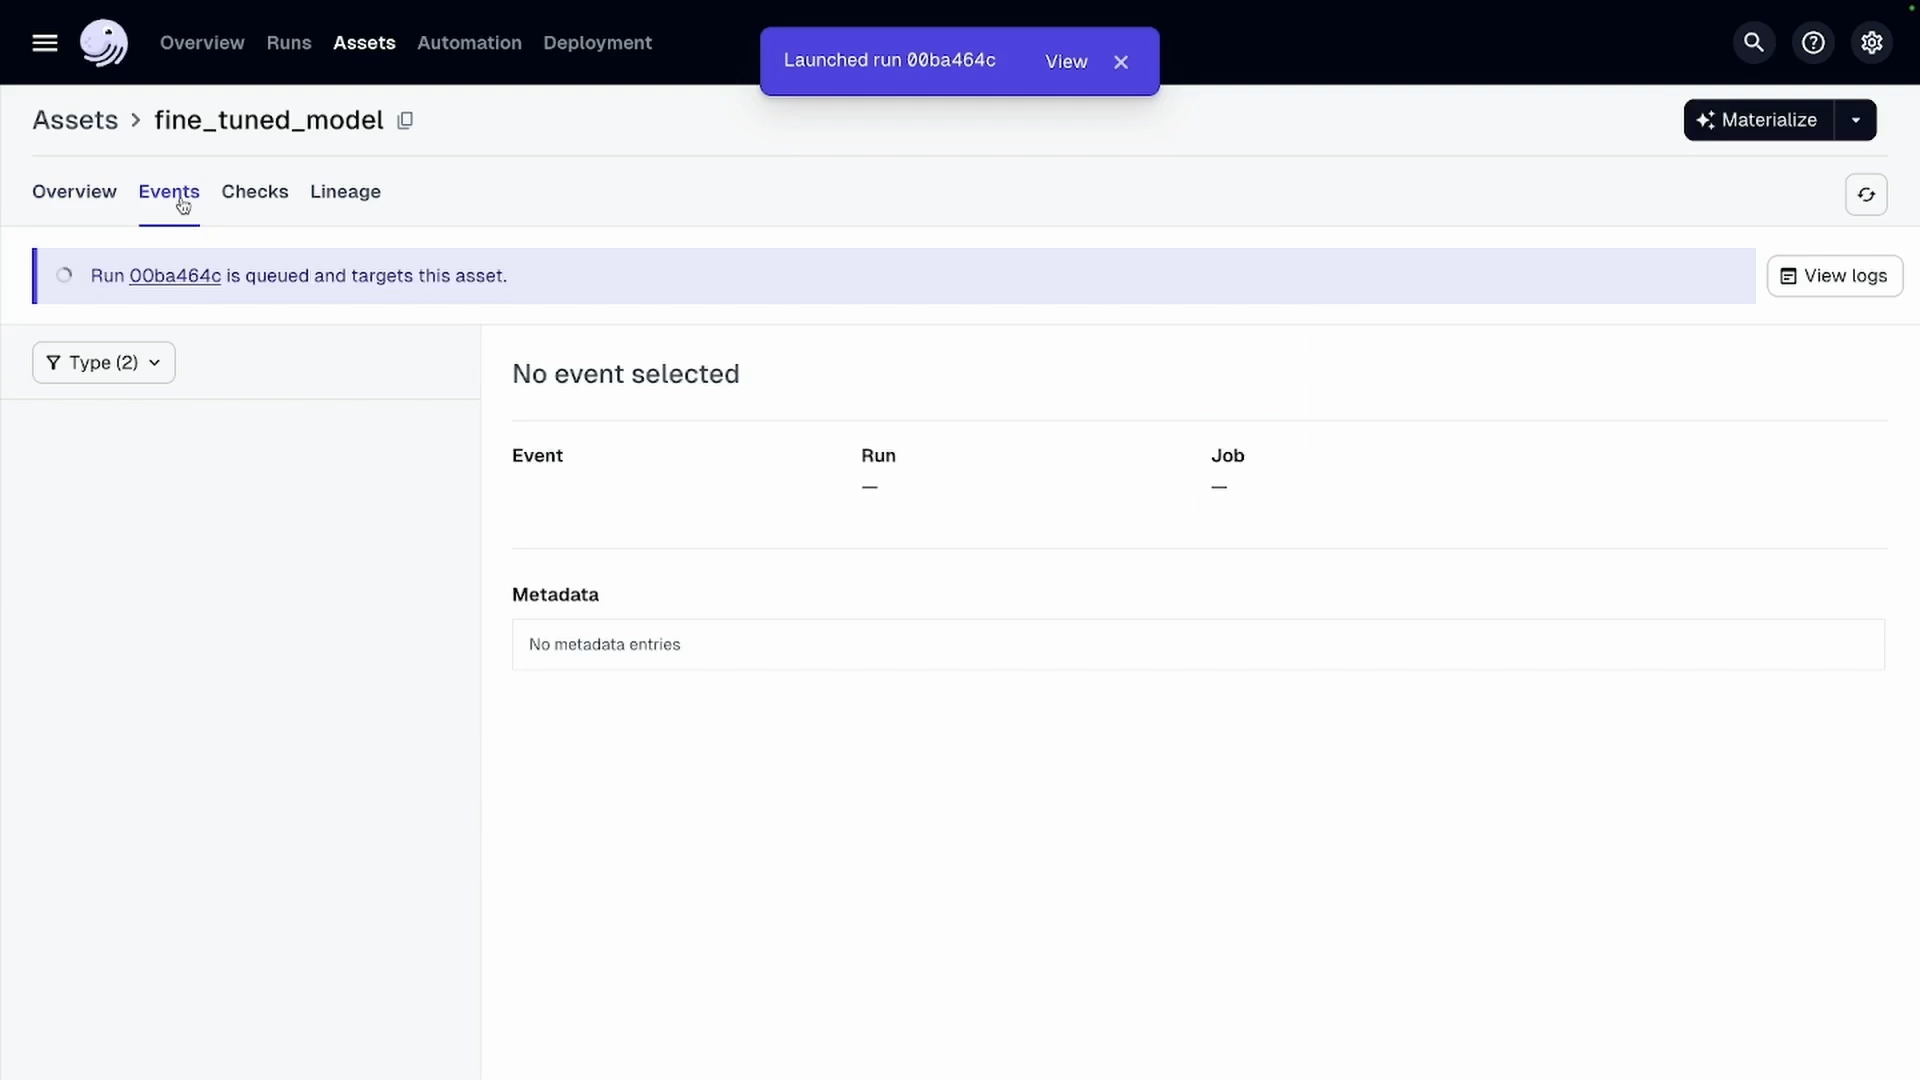 Overview Runs Assets Automation Deployment
Launched run 00ba464c View
Assets > fine_tuned_model
Materialize
Overview Events Checks Lineage
Run 00ba464c is queued and targets this asset.
View logs
Type (2)
No event selected
Event Run Job
— —
Metadata
No metadata entries